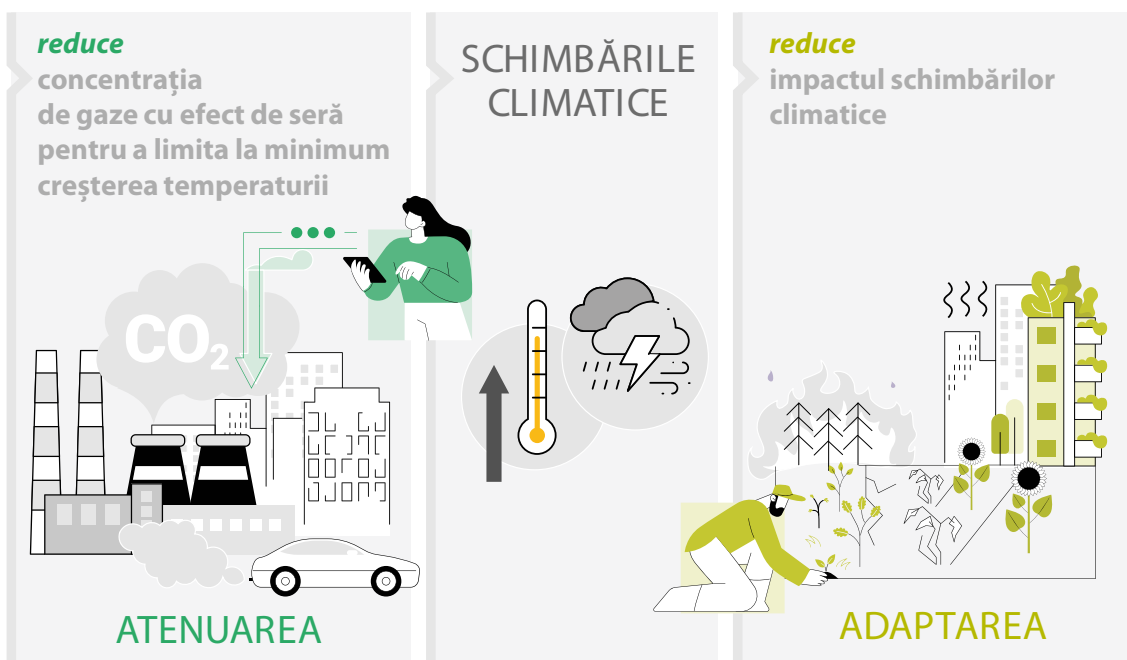 reduce
concentrația
de gaze cu efect de seră
pentru a limita la minimum
creșterea temperaturii
CO2
ATENUAREA
SCHIMBĂRILE
CLIMATICE
reduce
impactul schimbărilor
climatice
ADAPTAREA